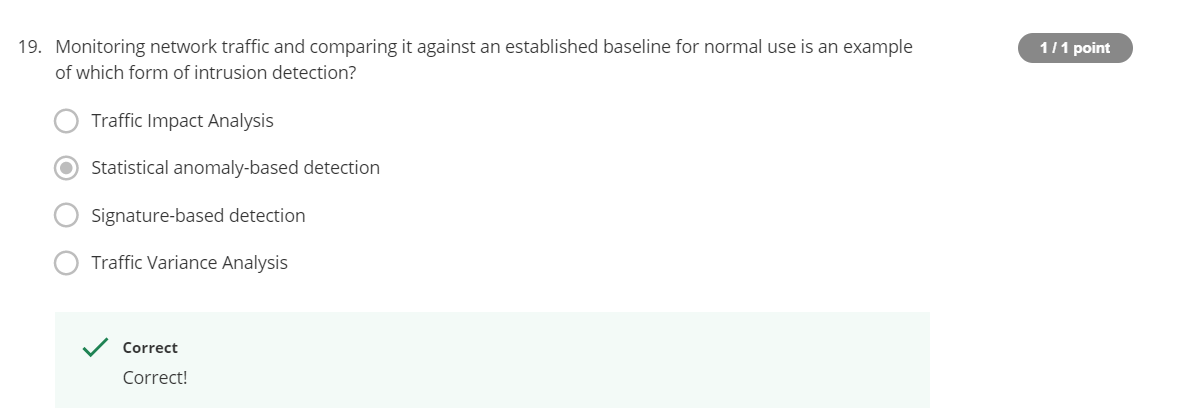 19. Monitoring network traffic and comparing it against an established baseline for normal use is an example
1 / 1 point
of which form of intrusion detection?
Traffic Impact Analysis
Statistical anomaly-based detection
Signature-based detection
Traffic Variance Analysis
Correct
Correct!